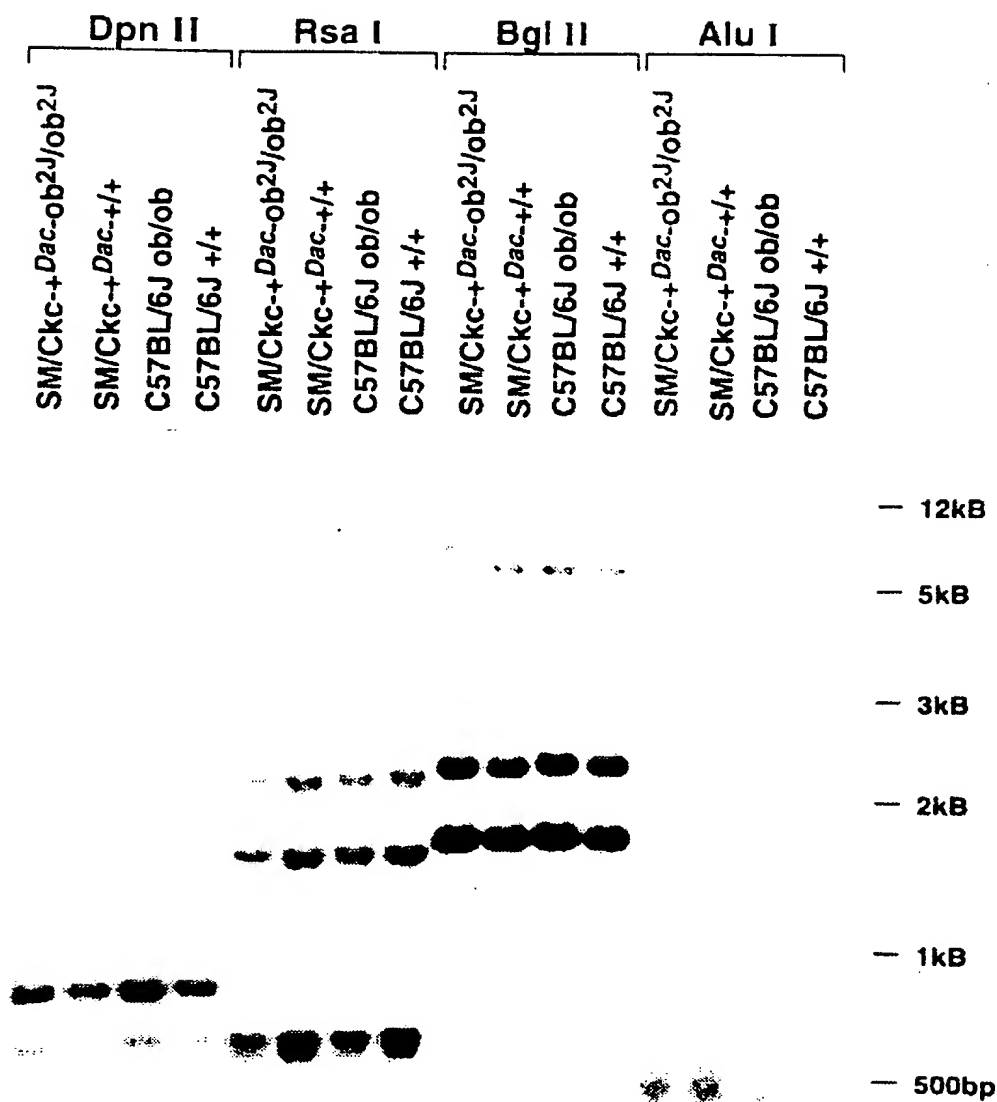 Dpn II Rsa I Bgl II Alu I
SM/Ckc-+Dac-ob2J/ob2J
SM/Ckc-+Dac-+/+
C57BL/6J ob/ob
C57BL/6J +/+
SM/Ckc-+Dac-ob2J/ob2J
SM/Ckc-+Dac-+/+
C57BL/6J ob/ob
C57BL/6J +/+
SM/Ckc-+Dac-ob2J/ob2J
SM/Ckc-+Dac-+/+
C57BL/6J ob/ob
C57BL/6J +/+
SM/Ckc-+Dac-ob2J/ob2J
SM/Ckc-+Dac-+/+
C57BL/6J ob/ob
C57BL/6J +/+
— 12kB
— 5kB
— 3kB
— 2kB
— 1kB
— 500bp